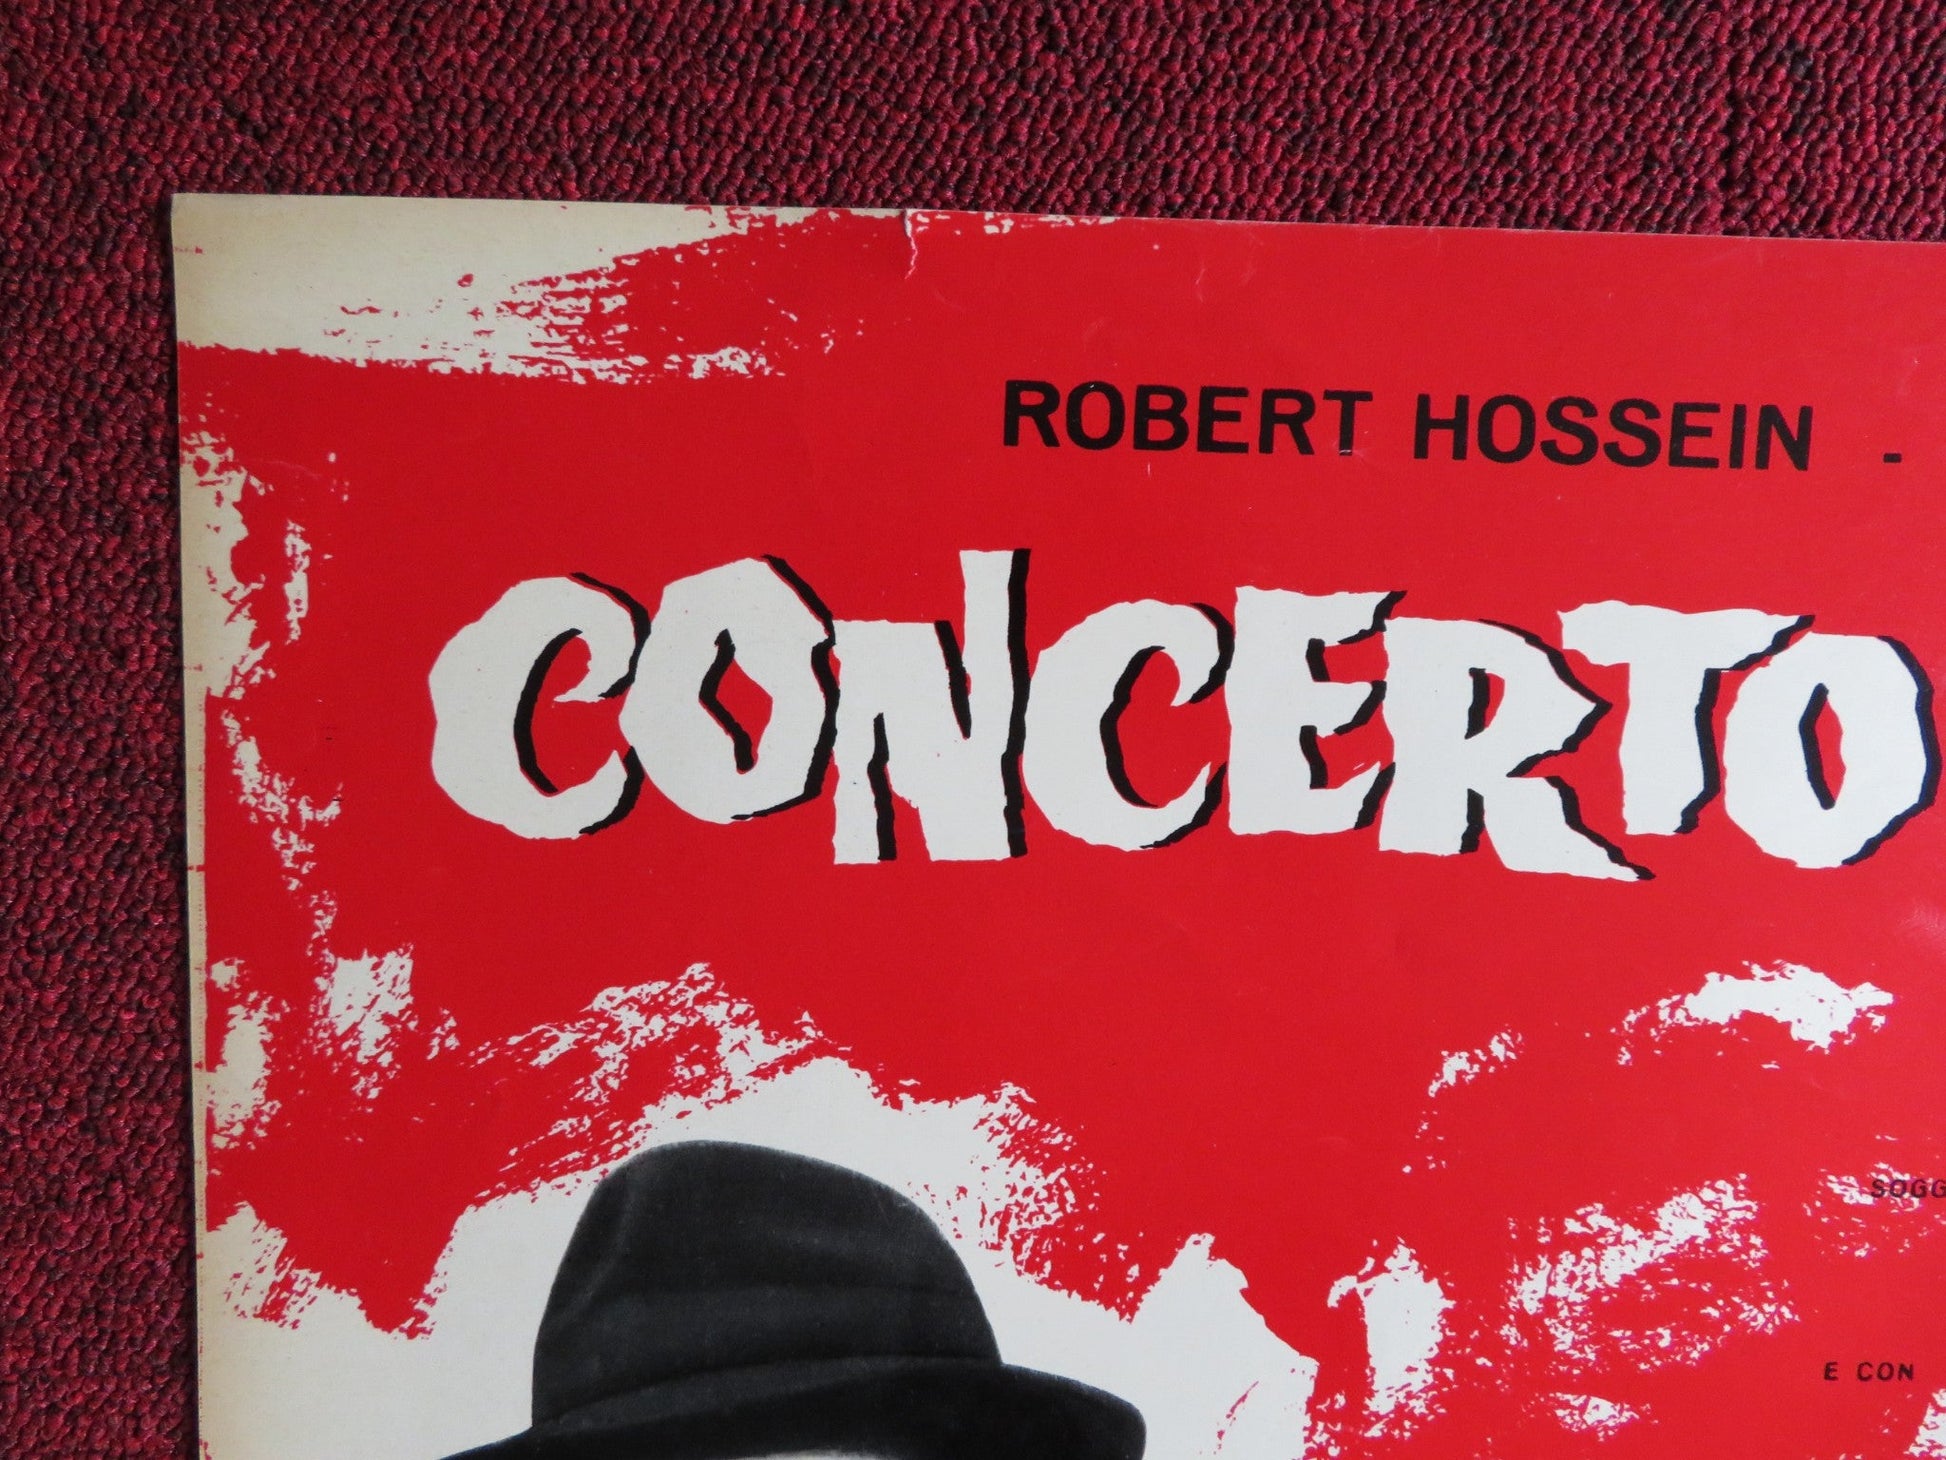 ROBERT HOSSEIN -
CONCERTO
SOGG
E CON